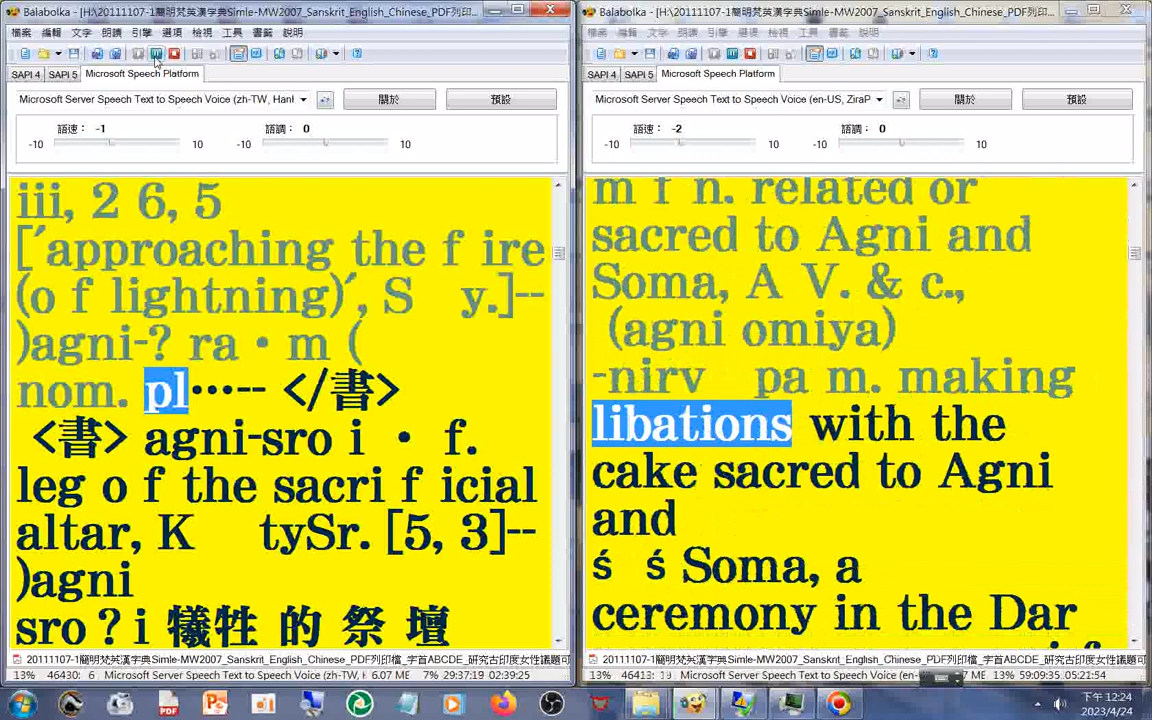 Balabolka - [H:\20111107-1簡明梵英漢字典Simle-MW2007_Sanskrit_English_Chinese_PDF列印...
檔案 編輯 文字 朗讀 引擎 選項 檢視 工具 書籤 說明
SAPI 4 SAPI 5 Microsoft Speech Platform
Microsoft Server Speech Text to Speech Voice (zh-TW, Hanl 關於 預設
語速： -1 語調： 0
-10 10 -10 10
iii, 2 6, 5
[´approaching the f ire
(o f lightning)´, S y.]--
)agni-? ra • m (
nom. pl…-- </書>
<書> agni-sro i • f.
leg o f the sacri f icial
altar, K tySr. [5, 3]--
)agni
sro ? i 犧牲 的 祭 壇
20111107-1簡明梵英漢字典Simle-MW2007_Sanskrit_English_Chinese_PDF列印檔_字首ABCDE_研究古印度女性議題可
13% 46430: 6 Microsoft Server Speech Text to Speech Voice (zh-TW, 6.07 ME 7% 29:37:19 02:39:25
Balabolka - [H:\20111107-1簡明梵英漢字典Simle-MW2007_Sanskrit_English_Chinese_PDF列印...
檔案 編輯 文字 朗讀 引擎 選項 檢視 工具 書籤 說明
SAPI 4 SAPI 5 Microsoft Speech Platform
Microsoft Server Speech Text to Speech Voice (en-US, ZiraP 關於 預設
語速： -2 語調： 0
-10 10 -10 10
m f n. related or
sacred to Agni and
Soma, A V. & c.,
(agni omiya)
-nirv pa m. making
libations with the
cake sacred to Agni
and
ś ś Soma, a
ceremony in the Dar
20111107-1簡明梵英漢字典Simle-MW2007_Sanskrit_English_Chinese_PDF列印檔_字首ABCDE_研究古印度女性議題可
13% 46413: Microsoft Server Speech Text to Speech 59:09:35 05:21:54
下午 12:24
2023/4/24